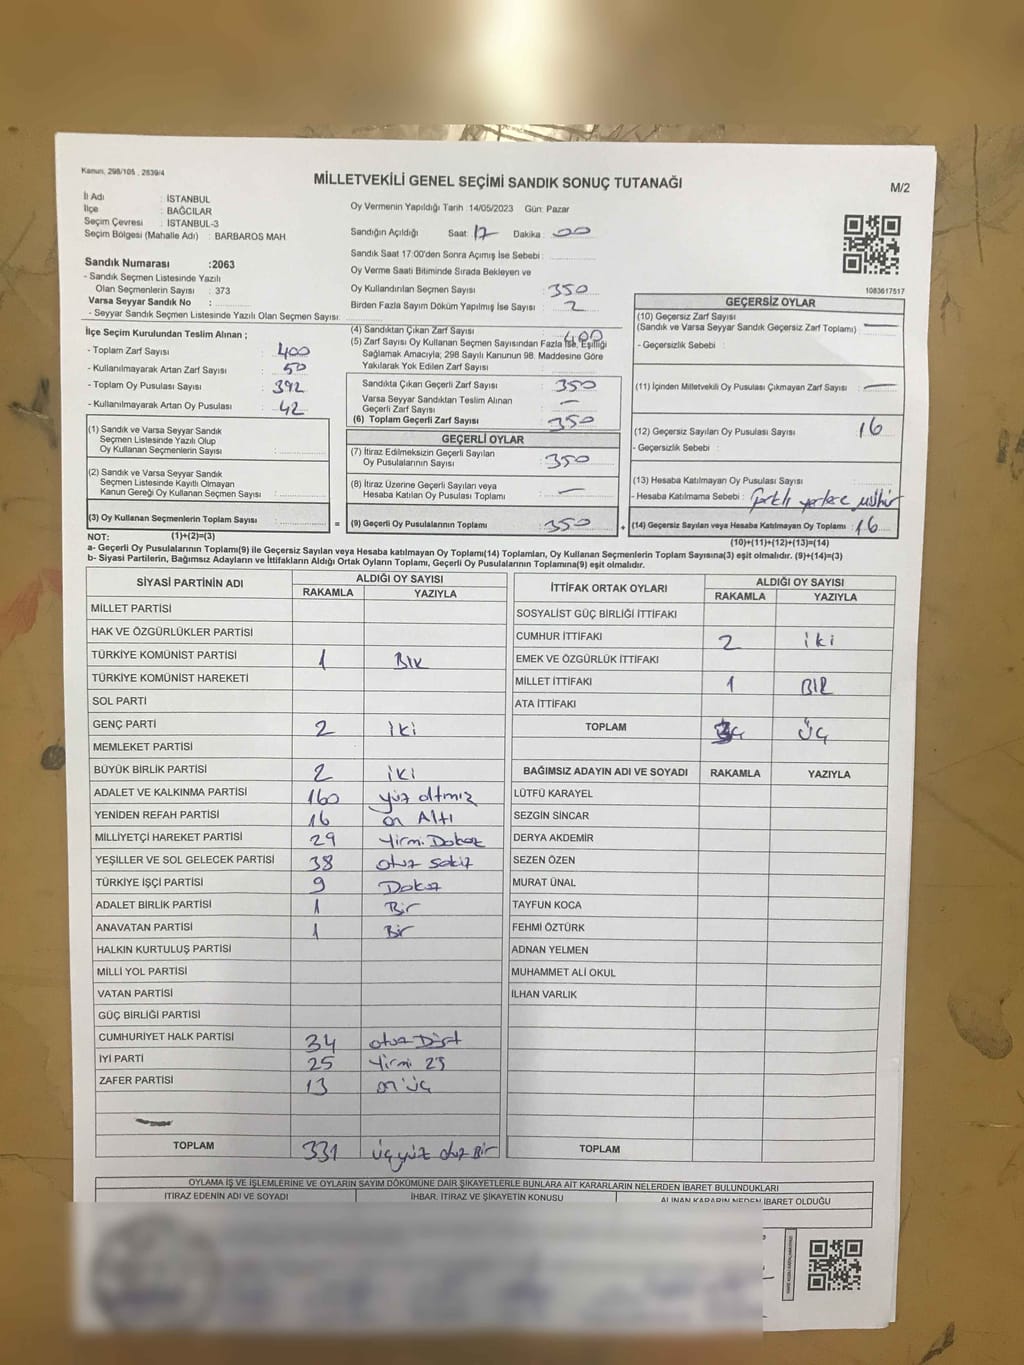 Kanun, 298/105 , 2839/4
MİLLETVEKİLİ GENEL SEÇİMİ SANDIK SONUÇ TUTANAĞI
M/2
İl Adı : İSTANBUL
İlçe : BAĞCILAR
Seçim Çevresi : İSTANBUL-3
Seçim Bölgesi (Mahalle Adı) : BARBAROS MAH
Sandık Numarası :2063
- Sandık Seçmen Listesinde Yazılı
Olan Seçmenlerin Sayısı : 373
Varsa Seyyar Sandık No :
- Seyyar Sandık Seçmen Listesinde Yazılı Olan Seçmen Sayısı:
Oy Vermenin Yapıldığı Tarih :14/05/2023 Gün: Pazar
Sandığın Açıldığı Saat: 17 Dakika : 00
Sandık Saat 17:00'den Sonra Açımış İse Sebebi :
Oy Verme Saati Bitiminde Sırada Bekleyen ve
Oy Kullandırılan Seçmen Sayısı : 350
Birden Fazla Sayım Döküm Yapılmış İse Sayısı : 2
1083617517
İlçe Seçim Kurulundan Teslim Alınan ;
- Toplam Zarf Sayısı : 400
- Kullanılmayarak Artan Zarf Sayısı : 50
- Toplam Oy Pusulası Sayısı : 392
- Kullanılmayarak Artan Oy Pusulası : 42
(4) Sandıktan Çıkan Zarf Sayısı : 400
(5) Zarf Sayısı Oy Kullanan Seçmen Sayısından Fazla İse, Eşitliği
Sağlamak Amacıyla; 298 Sayılı Kanunun 98. Maddesine Göre
Yakılarak Yok Edilen Zarf Sayısı :
Sandıkta Çıkan Geçerli Zarf Sayısı : 350
Varsa Seyyar Sandıktan Teslim Alınan
Geçerli Zarf Sayısı : —
(6) Toplam Geçerli Zarf Sayısı : 350
GEÇERLİ OYLAR
(7) İtiraz Edilmeksizin Geçerli Sayılan
Oy Pusulalarının Sayısı : 350
(8) İtiraz Üzerine Geçerli Sayılan veya
Hesaba Katılan Oy Pusulası Toplamı : —
(9) Geçerli Oy Pusulalarının Toplamı : 350
GEÇERSİZ OYLAR
(10) Geçersiz Zarf Sayısı
(Sandık ve Varsa Seyyar Sandık Geçersiz Zarf Toplamı) : —
- Geçersizlik Sebebi :
(11) İçinden Milletvekili Oy Pusulası Çıkmayan Zarf Sayısı : —
(12) Geçersiz Sayılan Oy Pusulası Sayısı : 16
- Geçersizlik Sebebi :
(13) Hesaba Katılmayan Oy Pusulası Sayısı :
- Hesaba Katılmama Sebebi : farklı yerlere mühür
(14) Geçersiz Sayılan veya Hesaba Katılmayan Oy Toplamı : 16
(10)+(11)+(12)+(13)=(14)
(1) Sandık ve Varsa Seyyar Sandık
Seçmen Listesinde Yazılı Olup
Oy Kullanan Seçmenlerin Sayısı :
(2) Sandık ve Varsa Seyyar Sandık
Seçmen Listesinde Kayıtlı Olmayan
Kanun Gereği Oy Kullanan Seçmen Sayısı :
(3) Oy Kullanan Seçmenlerin Toplam Sayısı :
=
+
NOT: (1)+(2)=(3)
a- Geçerli Oy Pusulalarının Toplamı(9) ile Geçersiz Sayılan veya Hesaba katılmayan Oy Toplamı(14) Toplamları, Oy Kullanan Seçmenlerin Toplam Sayısına(3) eşit olmalıdır. (9)+(14)=(3)
b- Siyasi Partilerin, Bağımsız Adayların ve İttifakların Aldığı Ortak Oyların Toplamı, Geçerli Oy Pusulalarının Toplamına(9) eşit olmalıdır.
SİYASİ PARTİNİN ADI ALDIĞI OY SAYISI
RAKAMLA YAZIYLA
MİLLET PARTİSİ
HAK VE ÖZGÜRLÜKLER PARTİSİ
TÜRKİYE KOMÜNİST PARTİSİ 1 BIR
TÜRKİYE KOMÜNİST HAREKETİ
SOL PARTİ
GENÇ PARTİ 2 iki
MEMLEKET PARTİSİ
BÜYÜK BİRLİK PARTİSİ 2 iki
ADALET VE KALKINMA PARTİSİ 160 yüz altmış
YENİDEN REFAH PARTİSİ 16 on Altı
MİLLİYETÇİ HAREKET PARTİSİ 29 Yirmi Dokuz
YEŞİLLER VE SOL GELECEK PARTİSİ 38 otuz sekiz
TÜRKİYE İŞÇİ PARTİSİ 9 Dokuz
ADALET BİRLİK PARTİSİ 1 Bir
ANAVATAN PARTİSİ 1 Bir
HALKIN KURTULUŞ PARTİSİ
MİLLİ YOL PARTİSİ
VATAN PARTİSİ
GÜÇ BİRLİĞİ PARTİSİ
CUMHURİYET HALK PARTİSİ 34 otuz Dört
İYİ PARTİ 25 Yirmi
ZAFER PARTİSİ 13 on üç
TOPLAM 331 üçyüz otuz Bir
İTTİFAK ORTAK OYLARI ALDIĞI OY SAYISI
RAKAMLA YAZIYLA
SOSYALİST GÜÇ BİRLİĞİ İTTİFAKI
CUMHUR İTTİFAKI 2 iki
EMEK VE ÖZGÜRLÜK İTTİFAKI
MİLLET İTTİFAKI 1 BIR
ATA İTTİFAKI
TOPLAM üç
BAĞIMSIZ ADAYIN ADI VE SOYADI RAKAMLA YAZIYLA
LÜTFÜ KARAYEL
SEZGİN SİNCAR
DERYA AKDEMİR
SEZEN ÖZEN
MURAT ÜNAL
TAYFUN KOCA
FEHMİ ÖZTÜRK
ADNAN YELMEN
MUHAMMET ALİ OKUL
İLHAN VARLIK
TOPLAM
OYLAMA İŞ VE İŞLEMLERİNE VE OYLARIN SAYIM DÖKÜMÜNE DAİR ŞİKAYETLERLE BUNLARA AİT KARARLARIN NELERDEN İBARET BULUNDUKLARI
İTİRAZ EDENİN ADI VE SOYADI İHBAR, İTİRAZ VE ŞİKAYETİN KONUSU ALINAN KARARIN NEDEN İBARET OLDUĞU